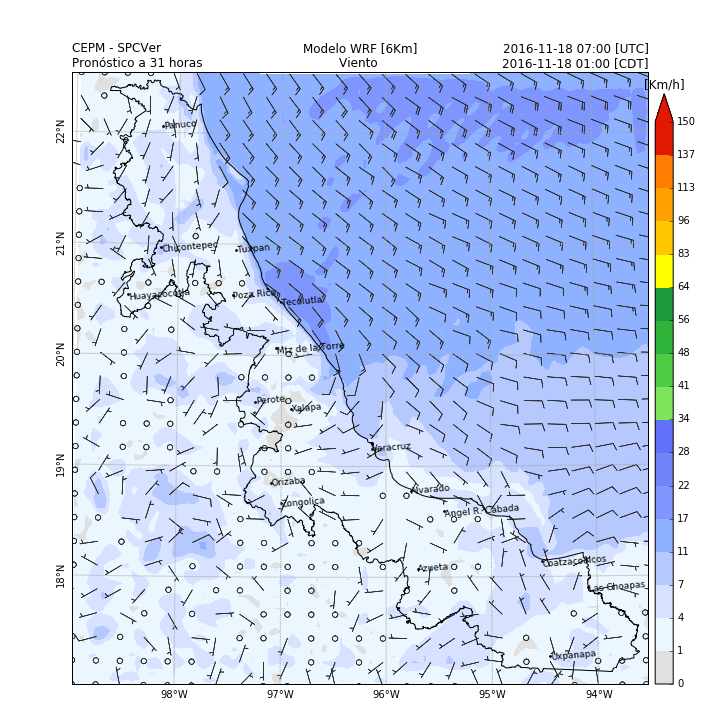 CEPM - SPCVer Modelo WRF [6Km] 2016-11-18 07:00 [UTC]
Pronóstico a 31 horas Viento 2016-11-18 01:00 [CDT]
[Km/h]
150
137
113
96
83
64
56
48
41
34
28
22
17
11
7
4
1
0
22°N
21°N
20°N
19°N
18°N
98°W 97°W 96°W 95°W 94°W
Panuco
Chicontepec
Tuxpan
Huayacocotla
Poza Rica
Tecolutla
Mtz de la Torre
Perote
Xalapa
Veracruz
Orizaba
Alvarado
Zongolica
Angel R. Cabada
Coatzacoalcos
Azueta
Las Choapas
Uxpanapa